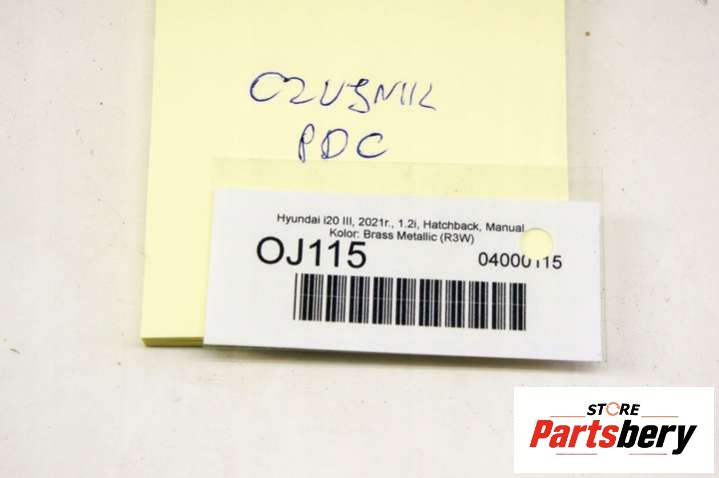 CZUJNIK
PDC
Hyundai i20 III, 2021r., 1.2i, Hatchback, Manual
Kolor: Brass Metallic (R3W)
OJ115
04000115
STORE
Partsbery